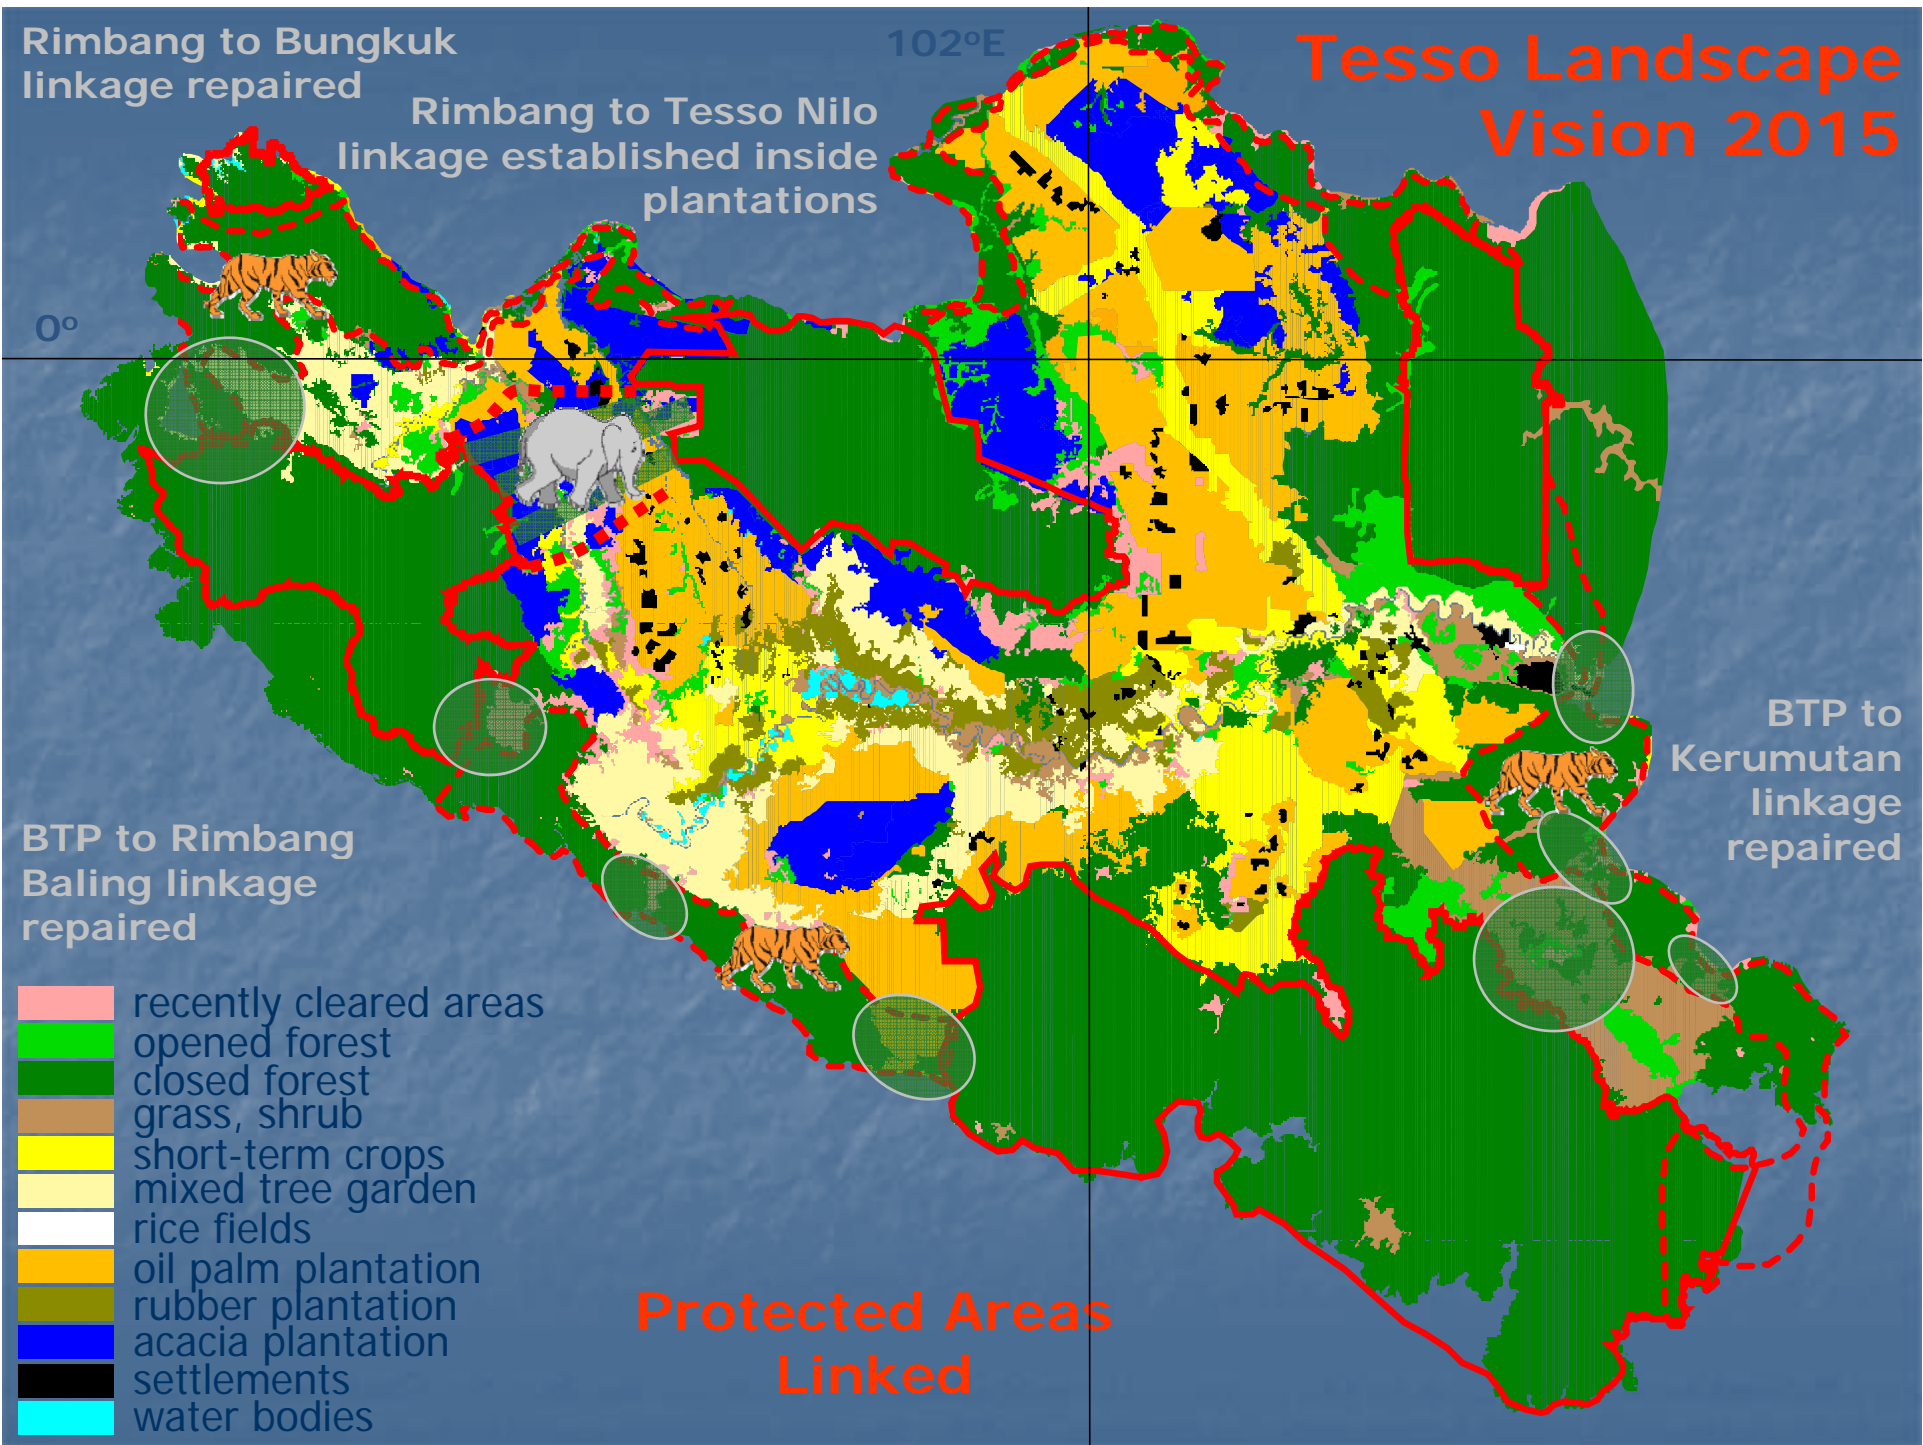 Rimbang to Bungkuk
linkage repaired
102ºE
Tesso Landscape
Vision 2015
Rimbang to Tesso Nilo
linkage established inside
plantations
0º
BTP to
Kerumutan
linkage
repaired
BTP to Rimbang
Baling linkage
repaired
recently cleared areas
opened forest
closed forest
grass, shrub
short-term crops
mixed tree garden
rice fields
oil palm plantation
rubber plantation
acacia plantation
settlements
water bodies
Protected Areas
Linked